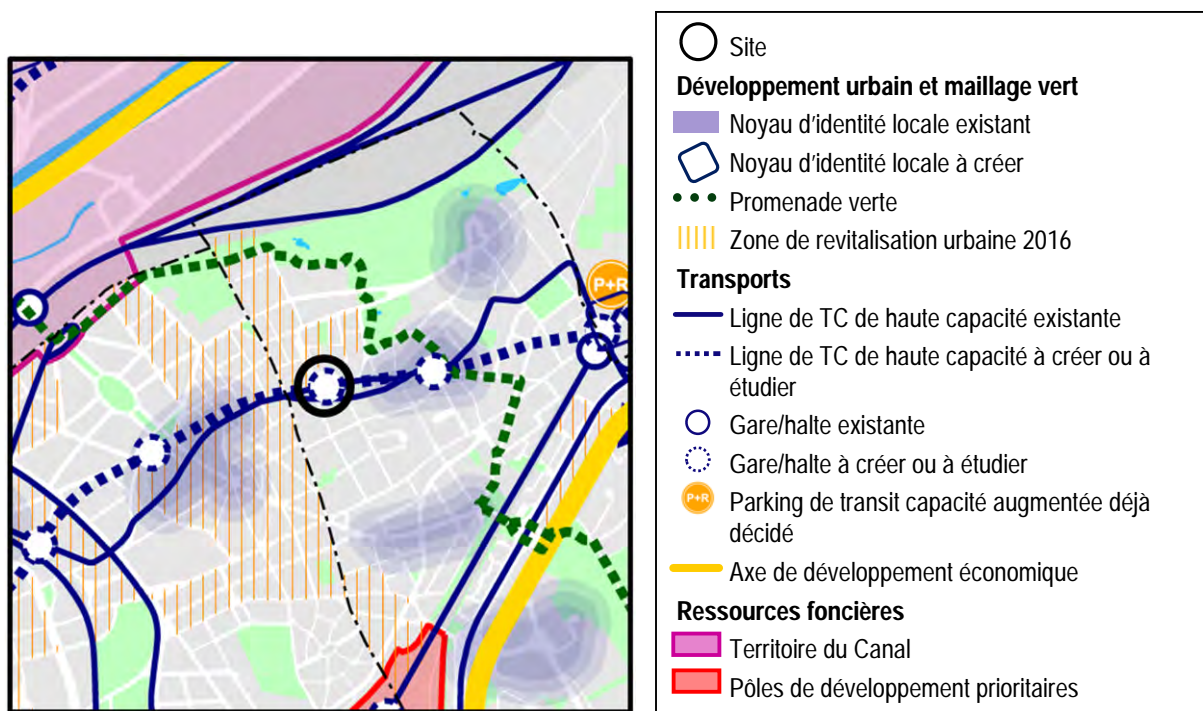 P+R
Site
Développement urbain et maillage vert
Noyau d'identité locale existant
Noyau d'identité locale à créer
Promenade verte
Zone de revitalisation urbaine 2016
Transports
Ligne de TC de haute capacité existante
Ligne de TC de haute capacité à créer ou à
étudier
Gare/halte existante
Gare/halte à créer ou à étudier
P+R
Parking de transit capacité augmentée déjà
décidé
Axe de développement économique
Ressources foncières
Territoire du Canal
Pôles de développement prioritaires